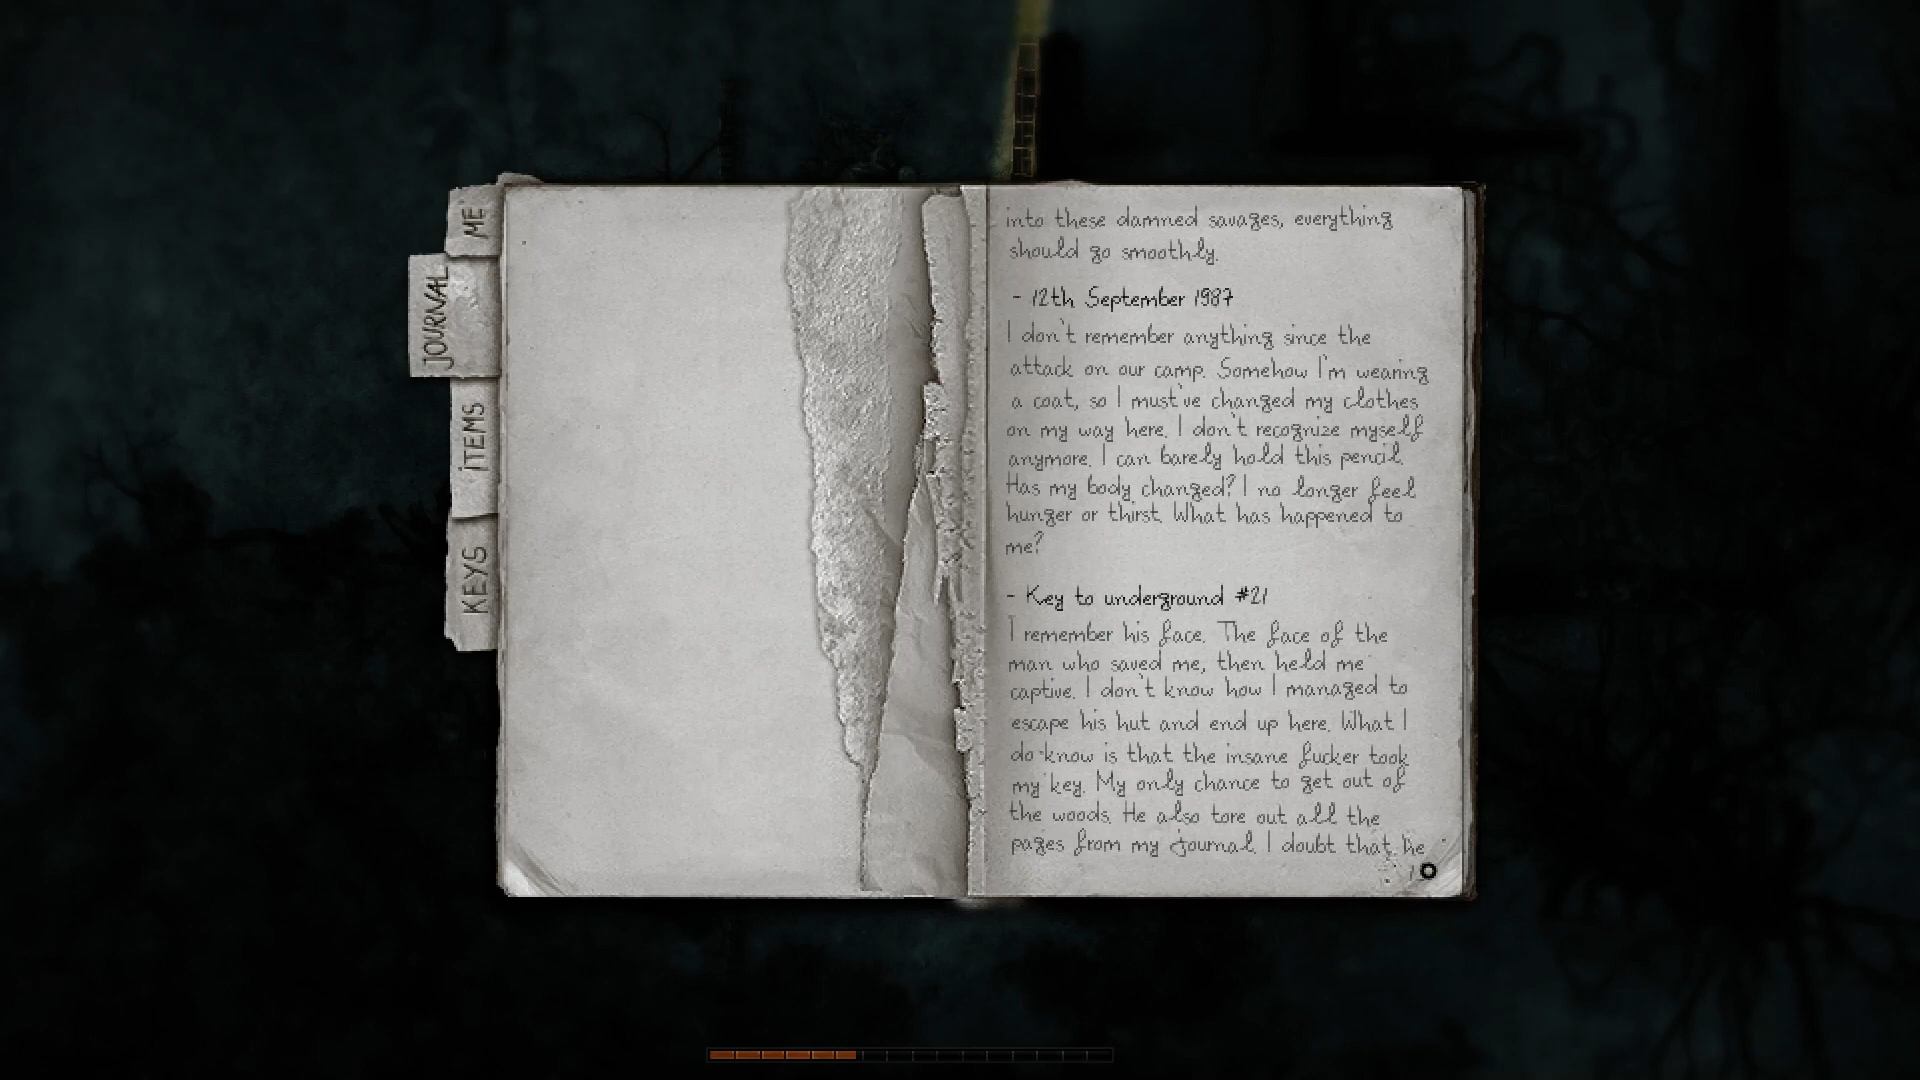 ME
JOURNAL
ITEMS
KEYS
into these damned savages, everything
should go smoothly.
- 12th September 1987
I don't remember anything since the
attack on our camp. Somehow I'm wearing
a coat, so I must've changed my clothes
on my way here. I don't recognize myself
anymore. I can barely hold this pencil.
Has my body changed? I no longer feel
hunger or thirst. What has happened to
me?
- Key to underground #21
I remember his face. The face of the
man who saved me, then held me
captive. I don't know how I managed to
escape his hut and end up here. What I
do know is that the insane fucker took
my key. My only chance to get out of
the woods. He also tore out all the
pages from my journal. I doubt that he